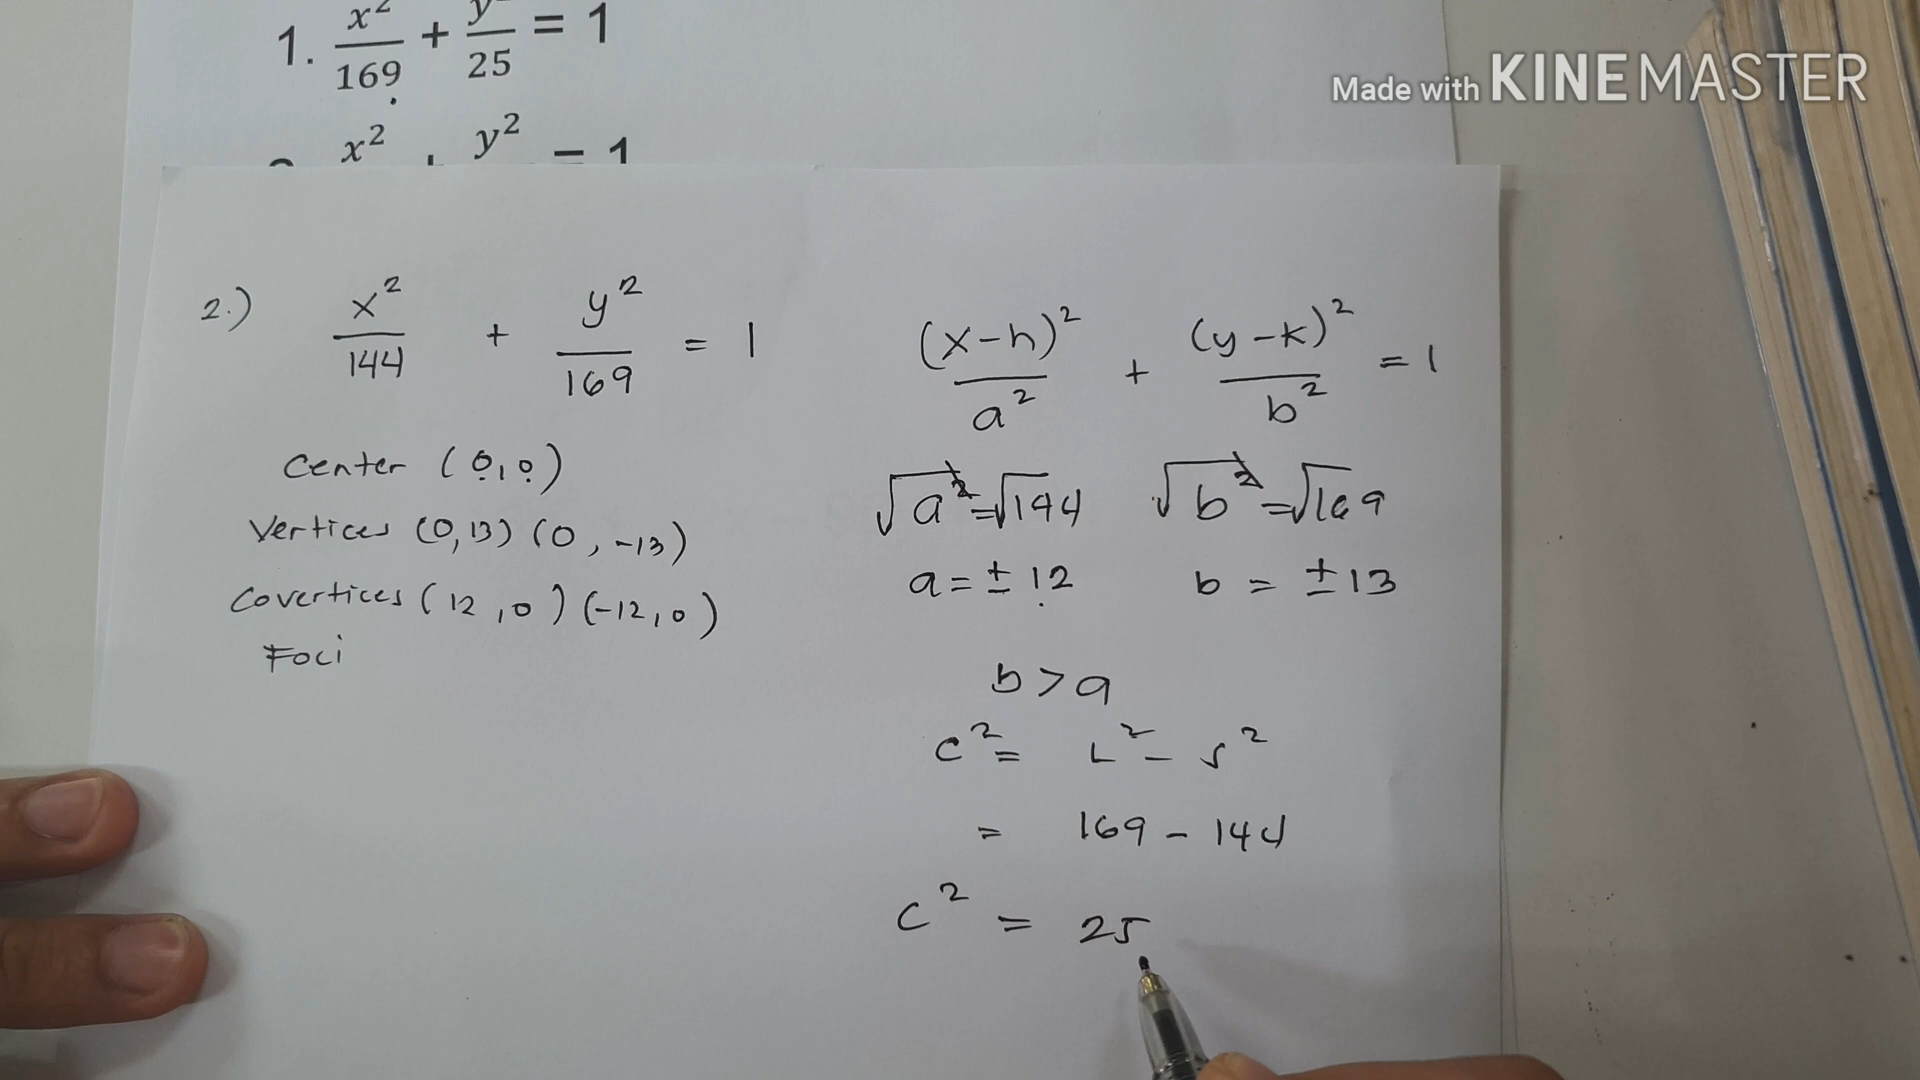 1. x²/169 + y/25 = 1
x² y² = 1
Made with KINEMASTER
2.) x²/144 + y²/169 = 1
Center (0,0)
Vertices (0,13) (0, -13)
Covertices (12,0) (-12,0)
Foci
(x-h)²/a² + (y-k)²/b² = 1
√a² = √144 √b² = √169
a = ± 12 b = ± 13
b > a
c² = L² - s²
= 169 - 144
c² = 25